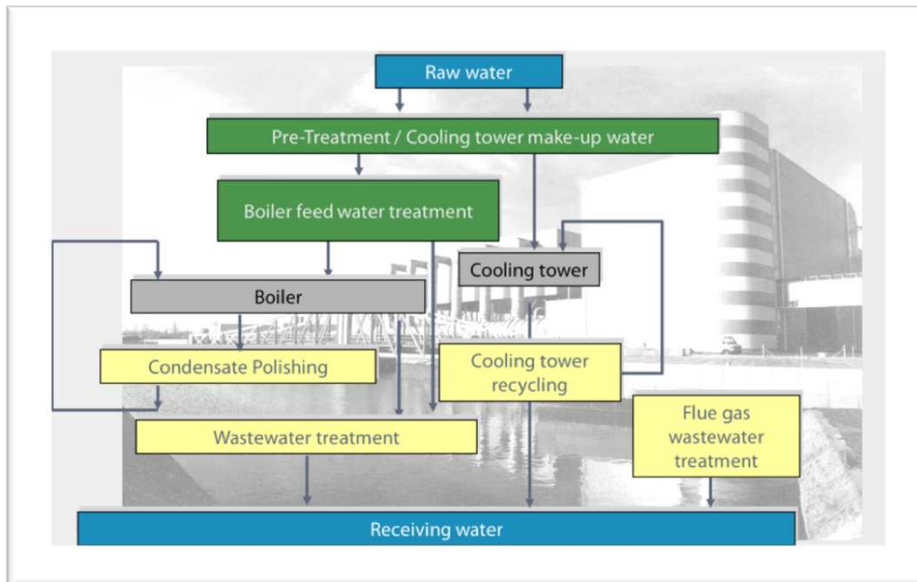 Raw water
Pre-Treatment / Cooling tower make-up water
Boiler feed water treatment
Cooling tower
Boiler
Condensate Polishing
Cooling tower
recycling
Flue gas
wastewater
treatment
Wastewater treatment
Receiving water